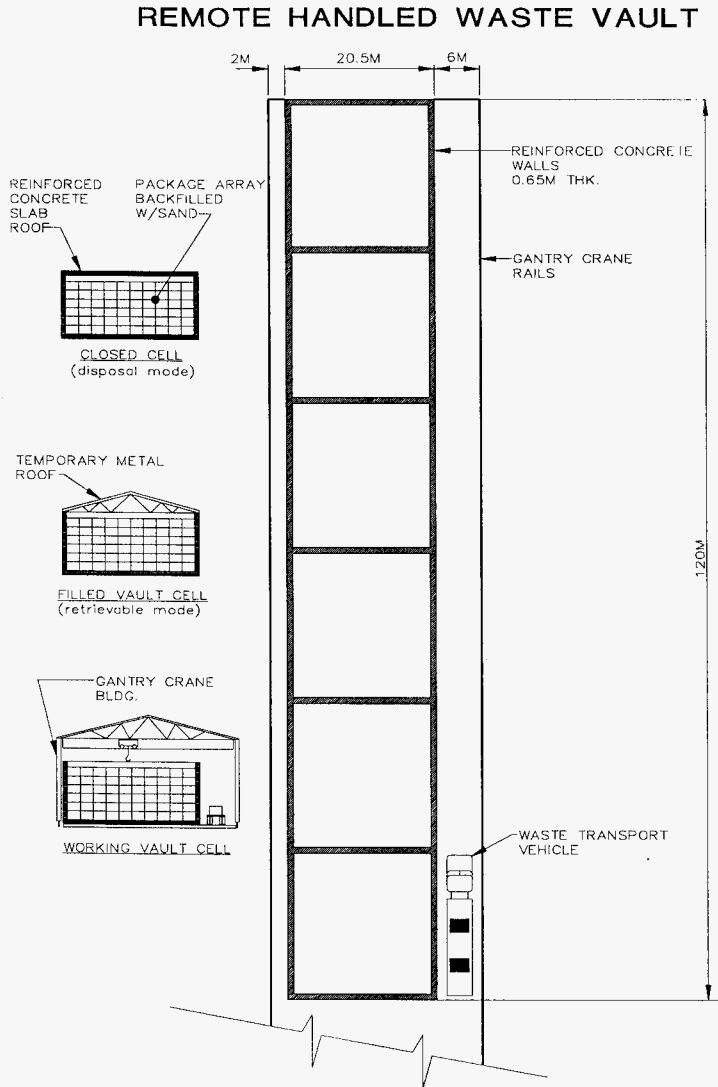 REMOTE HANDLED WASTE VAULT
2M
20.5M
6M
REINFORCED CONCRETE
WALLS
0.65M THK.
REINFORCED
CONCRETE
SLAB
ROOF
PACKAGE ARRAY
BACKFILLED
W/SAND
GANTRY CRANE
RAILS
CLOSED CELL
(disposal mode)
TEMPORARY METAL
ROOF
FILLED VAULT CELL
(retrievable mode)
120M
GANTRY CRANE
BLDG.
WORKING VAULT CELL
WASTE TRANSPORT
VEHICLE